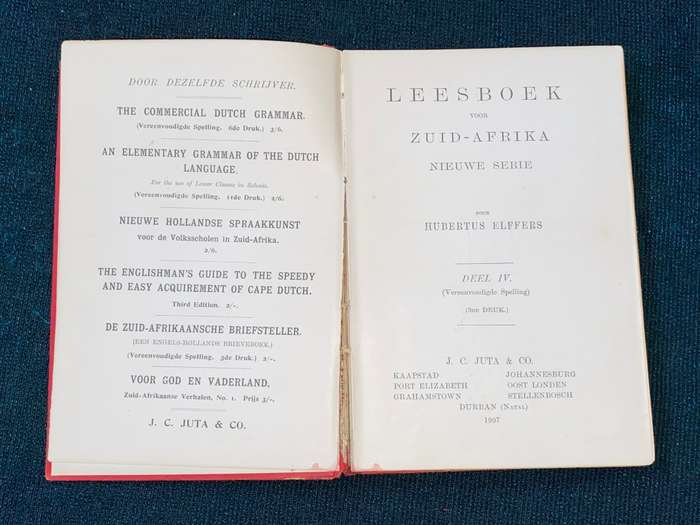 DOOR DEZELFDE SCHRIJVER.
THE COMMERCIAL DUTCH GRAMMAR.
(Vereenvoudigde Spelling. 6de Druk.) 3/6.
AN ELEMENTARY GRAMMAR OF THE DUTCH
LANGUAGE.
For the use of Lower Classes in Schools.
(Vereenvoudigde Spelling. 11de Druk.) 2/6.
NIEUWE HOLLANDSE SPRAAKKUNST
voor de Volksscholen in Zuid-Afrika.
2/6.
THE ENGLISHMAN'S GUIDE TO THE SPEEDY
AND EASY ACQUIREMENT OF CAPE DUTCH.
Third Edition. 2/-.
DE ZUID-AFRIKAANSCHE BRIEFSTELLER.
(EEN ENGELS-HOLLANDS BRIEVEBOEK.)
(Vereenvoudigde Spelling. 3de Druk.) 2/-.
VOOR GOD EN VADERLAND.
Zuid-Afrikaanse Verhalen, No. 1. Prijs 3/-.
J. C. JUTA & CO.
LEESBOEK
VOOR
ZUID-AFRIKA
NIEUWE SERIE
DOOR
HUBERTUS ELFFERS
DEEL IV.
(Vereenvoudigde Spelling)
(3DE DRUK.)
J. C. JUTA & CO.
KAAPSTAD JOHANNESBURG
PORT ELIZABETH OOST LONDEN
GRAHAMSTOWN STELLENBOSCH
DURBAN (NATAL)
1907